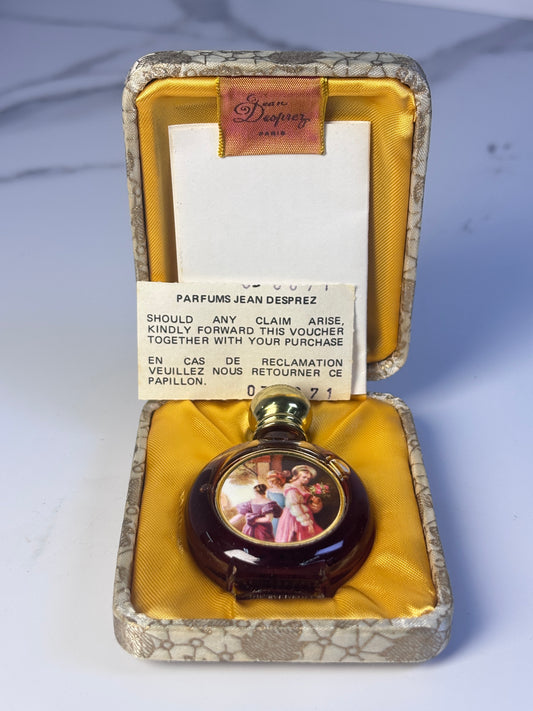 Jean
Desprez
PARIS
PARFUMS JEAN DESPREZ
SHOULD ANY CLAIM ARISE,
KINDLY FORWARD THIS VOUCHER
TOGETHER WITH YOUR PURCHASE
EN CAS DE RECLAMATION
VEUILLEZ NOUS RETOURNER CE
PAPILLON.